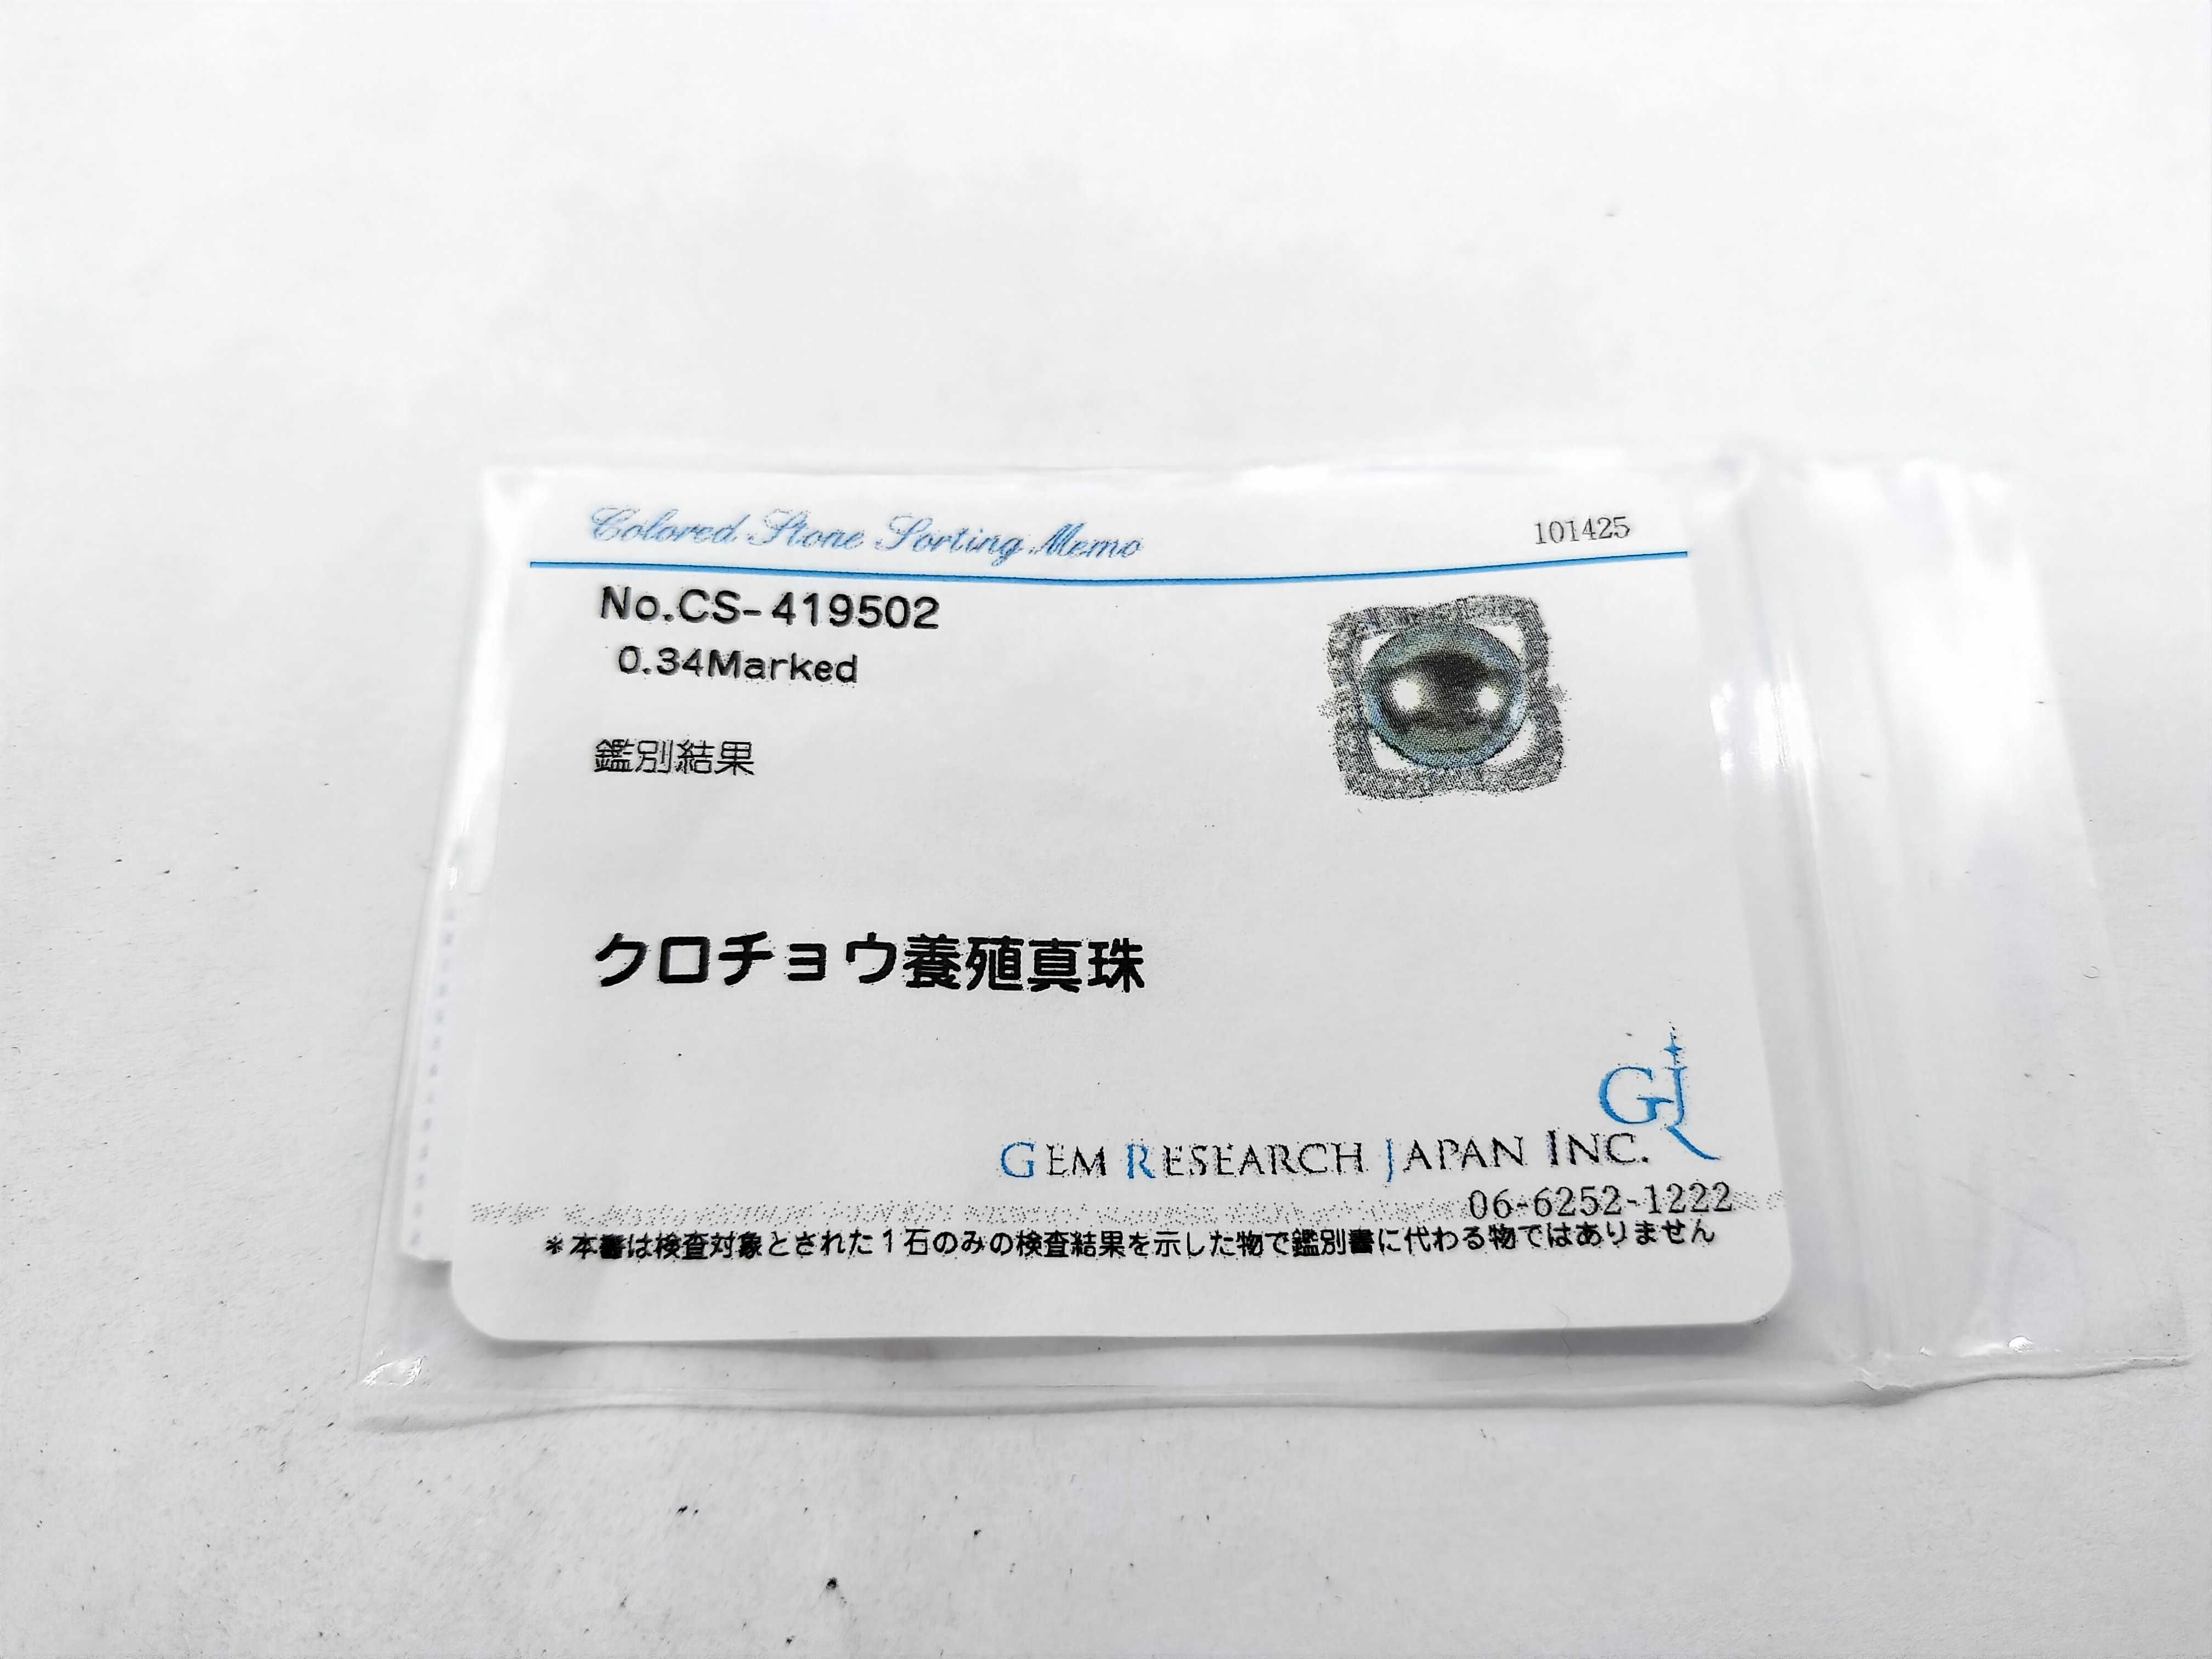 Colored Stone Sorting Memo
101425
No.CS-419502
0.34Marked
鑑別結果
クロチョウ養殖真珠
GJR
GEM RESEARCH JAPAN INC.
06-6252-1222
*本書は検査対象とされた1石のみの検査結果を示した物で鑑別書に代わる物ではありません